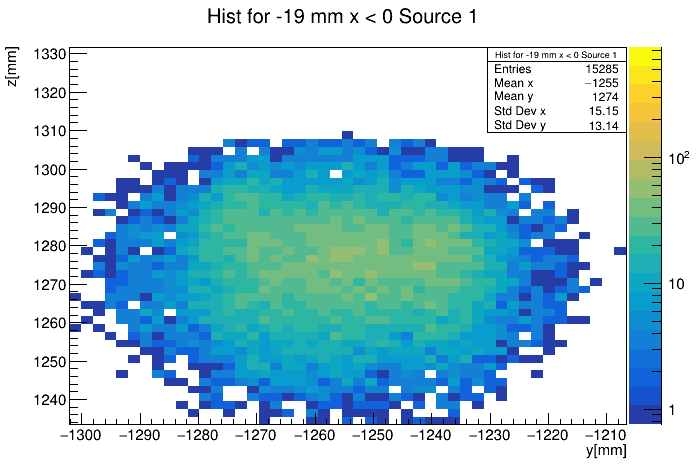 Hist for -19 mm x < 0 Source 1
z[mm]
1330
1320
1310
1300
1290
1280
1270
1260
1250
1240
Hist for -19 mm x < 0 Source 1
Entries 15285
Mean x −1255
Mean y 1274
Std Dev x 15.15
Std Dev y 13.14
10²
10
1
−1300 −1290 −1280 −1270 −1260 −1250 −1240 −1230 −1220 −1210
y[mm]